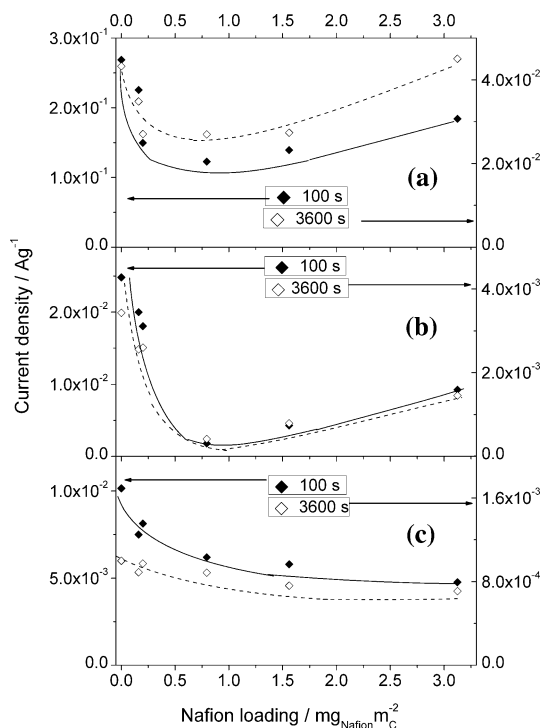 0.0 0.5 1.0 1.5 2.0 2.5 3.0
3.0x10⁻¹
2.0x10⁻¹
1.0x10⁻¹
0.0
4.0x10⁻²
2.0x10⁻²
0.0
(a)
100 s
3600 s
Current density / Ag⁻¹
2.0x10⁻²
1.0x10⁻²
0.0
4.0x10⁻³
2.0x10⁻³
0.0
100 s
3600 s
(b)
1.0x10⁻²
5.0x10⁻³
0.0
1.6x10⁻³
8.0x10⁻⁴
0.0
100 s
3600 s
(c)
0.0 0.5 1.0 1.5 2.0 2.5 3.0
Nafion loading / mg_Nafion m_C⁻²